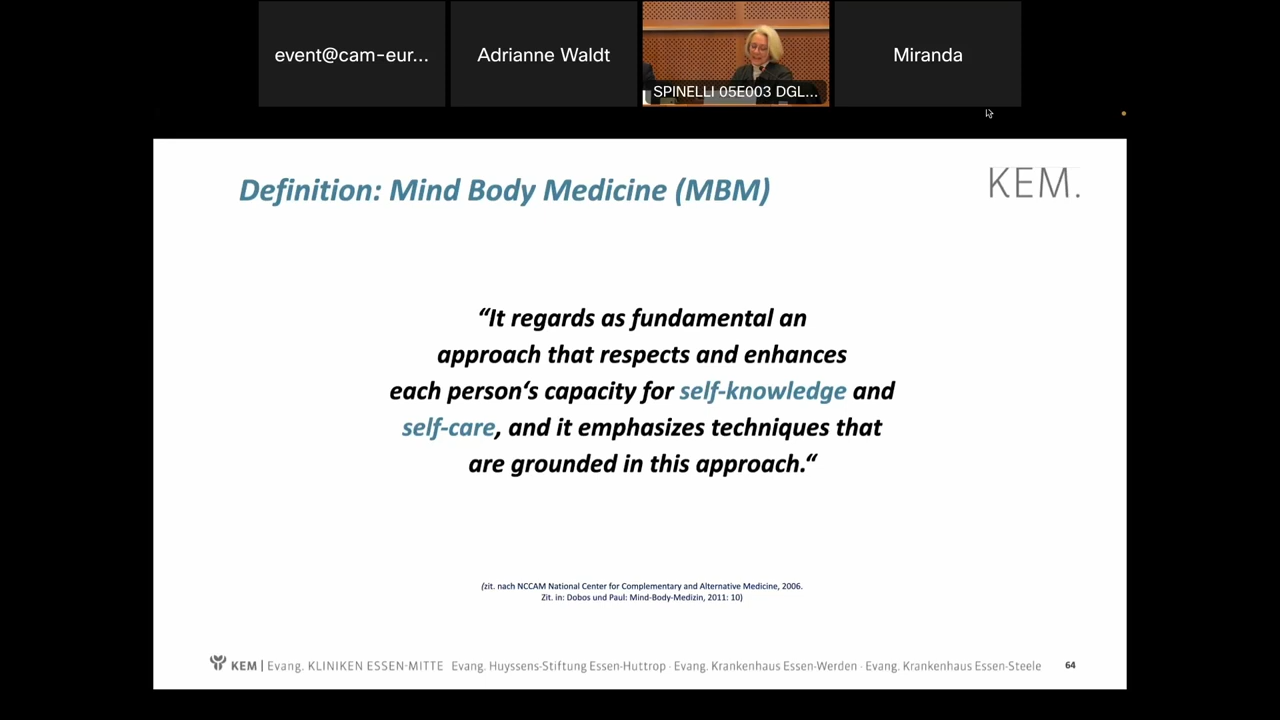 event@cam-eur...
Adrianne Waldt
SPINELLI 05E003 DGL...
Miranda
Definition: Mind Body Medicine (MBM)
KEM.
“It regards as fundamental an
approach that respects and enhances
each person‘s capacity for self-knowledge and
self-care, and it emphasizes techniques that
are grounded in this approach.“
(zit. nach NCCAM National Center for Complementary and Alternative Medicine, 2006.
Zit. in: Dobos und Paul: Mind-Body-Medizin, 2011: 10)
KEM | Evang. KLINIKEN ESSEN-MITTE Evang. Huyssens-Stiftung Essen-Huttrop · Evang. Krankenhaus Essen-Werden · Evang. Krankenhaus Essen-Steele 64